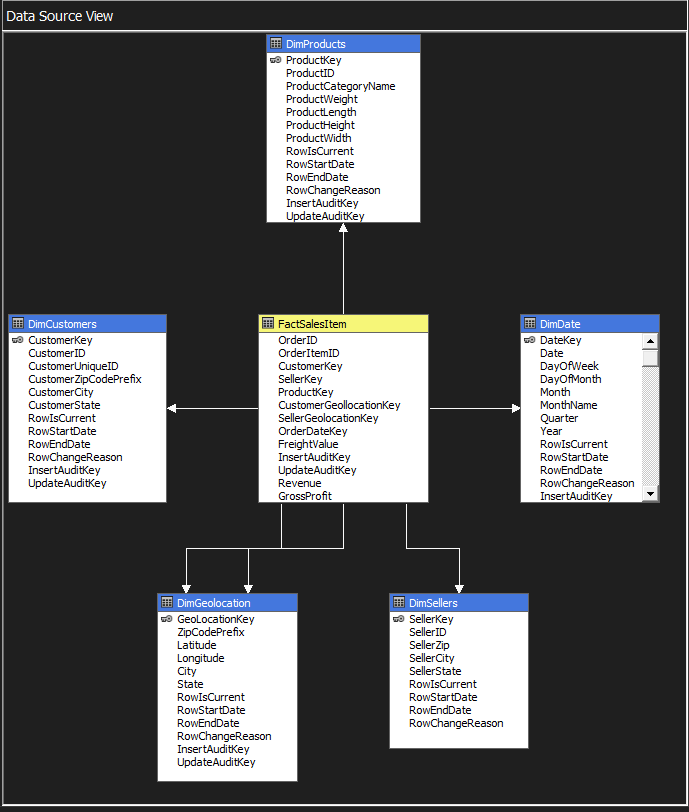 Data Source View
DimProducts
ProductKey
ProductID
ProductCategoryName
ProductWeight
ProductLength
ProductHeight
ProductWidth
RowIsCurrent
RowStartDate
RowEndDate
RowChangeReason
InsertAuditKey
UpdateAuditKey
DimCustomers
CustomerKey
CustomerID
CustomerUniqueID
CustomerZipCodePrefix
CustomerCity
CustomerState
RowIsCurrent
RowStartDate
RowEndDate
RowChangeReason
InsertAuditKey
UpdateAuditKey
FactSalesItem
OrderID
OrderItemID
CustomerKey
SellerKey
ProductKey
CustomerGeollocationKey
SellerGeolocationKey
OrderDateKey
FreightValue
InsertAuditKey
UpdateAuditKey
Revenue
GrossProfit
DimDate
DateKey
Date
DayOfWeek
DayOfMonth
Month
MonthName
Quarter
Year
RowIsCurrent
RowStartDate
RowEndDate
RowChangeReason
InsertAuditKey
DimGeolocation
GeoLocationKey
ZipCodePrefix
Latitude
Longitude
City
State
RowIsCurrent
RowStartDate
RowEndDate
RowChangeReason
InsertAuditKey
UpdateAuditKey
DimSellers
SellerKey
SellerID
SellerZip
SellerCity
SellerState
RowIsCurrent
RowStartDate
RowEndDate
RowChangeReason